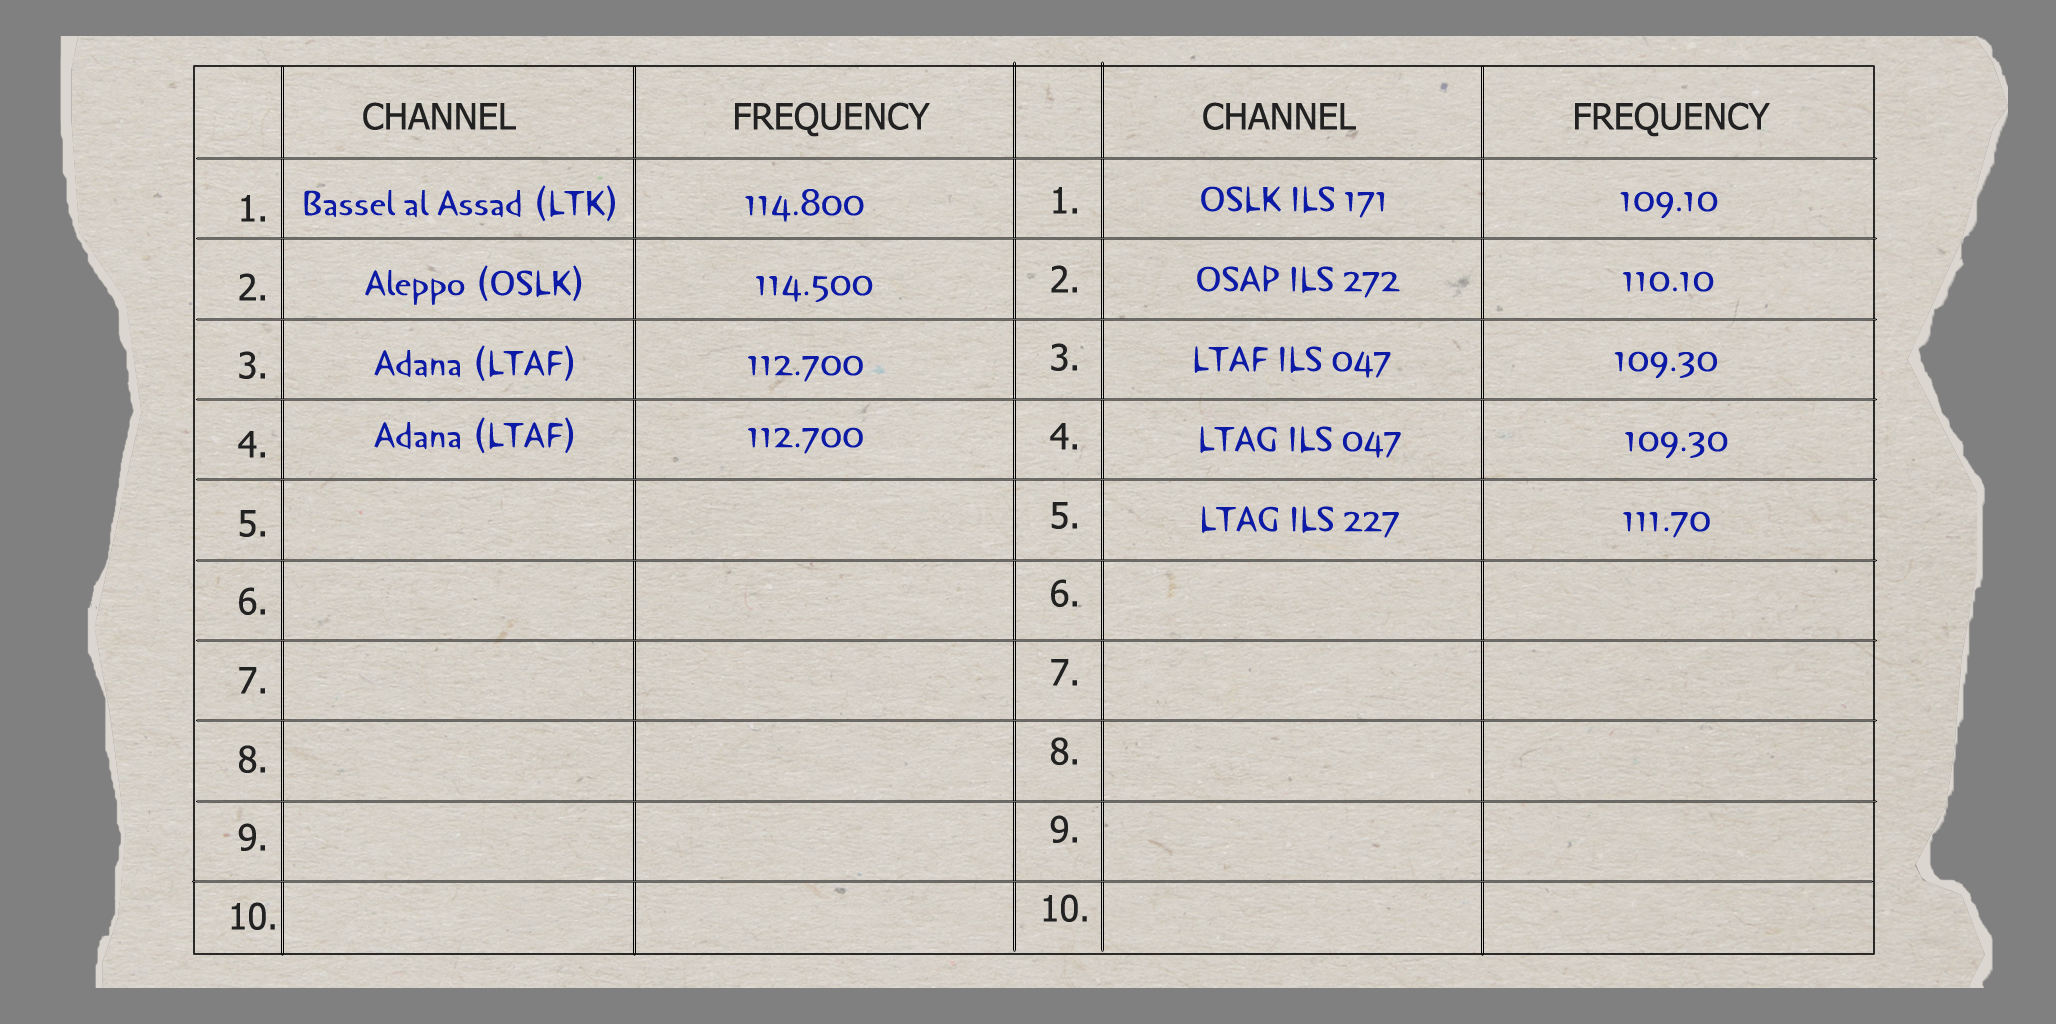 CHANNEL FREQUENCY CHANNEL FREQUENCY
1. Bassel al Assad (LTK) 114.800 1. OSLK ILS 171 109.10
2. Aleppo (OSLK) 114.500 2. OSAP ILS 272 110.10
3. Adana (LTAF) 112.700 3. LTAF ILS 047 109.30
4. Adana (LTAF) 112.700 4. LTAG ILS 047 109.30
5. 5. LTAG ILS 227 111.70
6. 6.
7. 7.
8. 8.
9. 9.
10. 10.